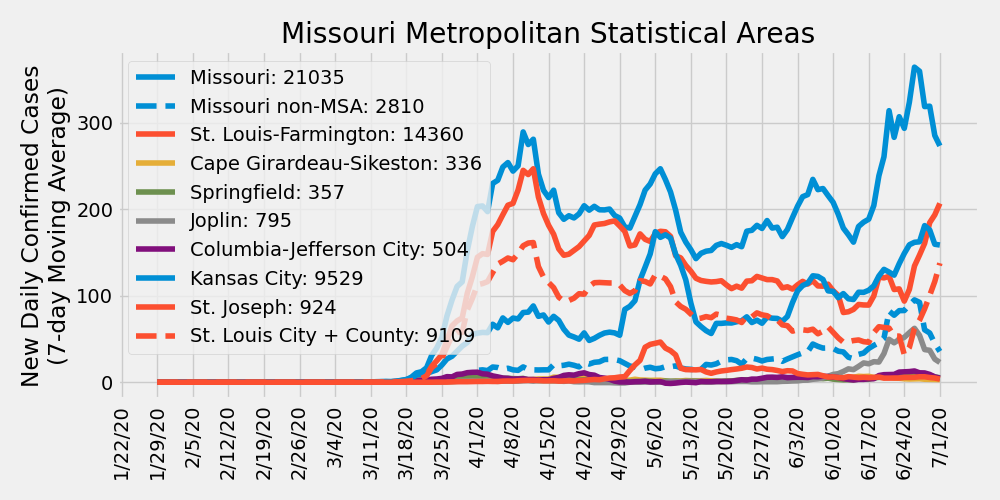 Missouri Metropolitan Statistical Areas
New Daily Confirmed Cases
(7-day Moving Average)
300
200
100
0
Missouri: 21035
Missouri non-MSA: 2810
St. Louis-Farmington: 14360
Cape Girardeau-Sikeston: 336
Springfield: 357
Joplin: 795
Columbia-Jefferson City: 504
Kansas City: 9529
St. Joseph: 924
St. Louis City + County: 9109
1/22/20
1/29/20
2/5/20
2/12/20
2/19/20
2/26/20
3/4/20
3/11/20
3/18/20
3/25/20
4/1/20
4/8/20
4/15/20
4/22/20
4/29/20
5/6/20
5/13/20
5/20/20
5/27/20
6/3/20
6/10/20
6/17/20
6/24/20
7/1/20